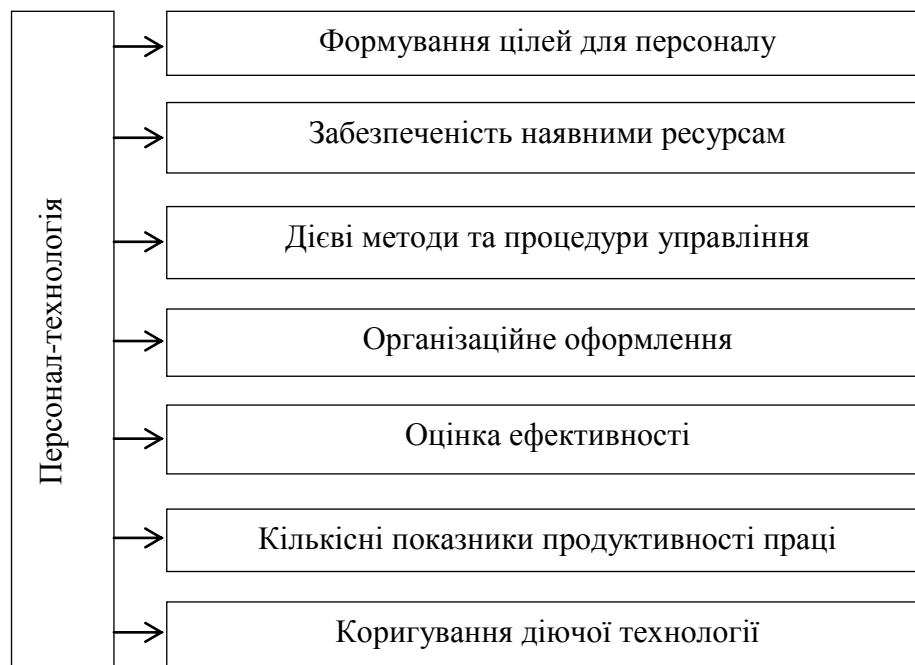 Персонал-технологія
Формування цілей для персоналу
Забезпеченість наявними ресурсам
Дієві методи та процедури управління
Організаційне оформлення
Оцінка ефективності
Кількісні показники продуктивності праці
Коригування діючої технології